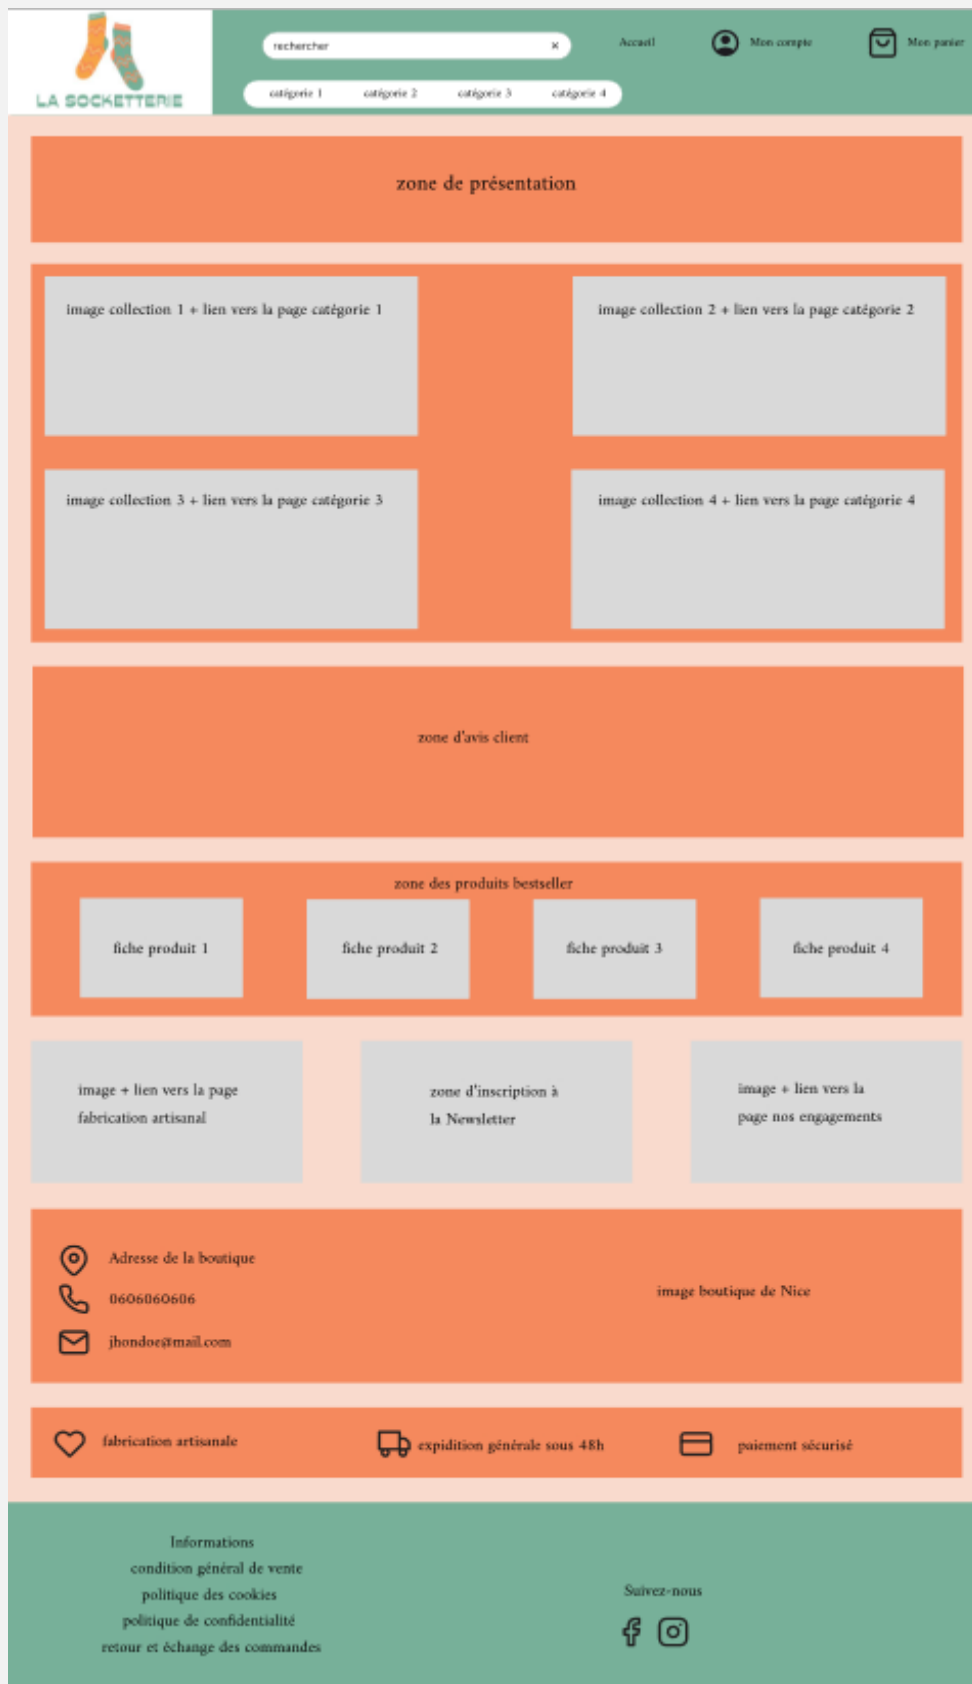 LA SOCKETTERIE
rechercher
Accueil
Mon compte
Mon panier
catégorie 1 catégorie 2 catégorie 3 catégorie 4
zone de présentation
image collection 1 + lien vers la page catégorie 1
image collection 2 + lien vers la page catégorie 2
image collection 3 + lien vers la page catégorie 3
image collection 4 + lien vers la page catégorie 4
zone d'avis client
zone des produits bestseller
fiche produit 1
fiche produit 2
fiche produit 3
fiche produit 4
image + lien vers la page
fabrication artisanal
zone d'inscription à
la Newsletter
image + lien vers la
page nos engagements
Adresse de la boutique
0606060606
jhondoe@mail.com
image boutique de Nice
fabrication artisanale
expidition générale sous 48h
paiement sécurisé
Informations
condition général de vente
politique des cookies
politique de confidentialité
retour et échange des commandes
Suivez-nous